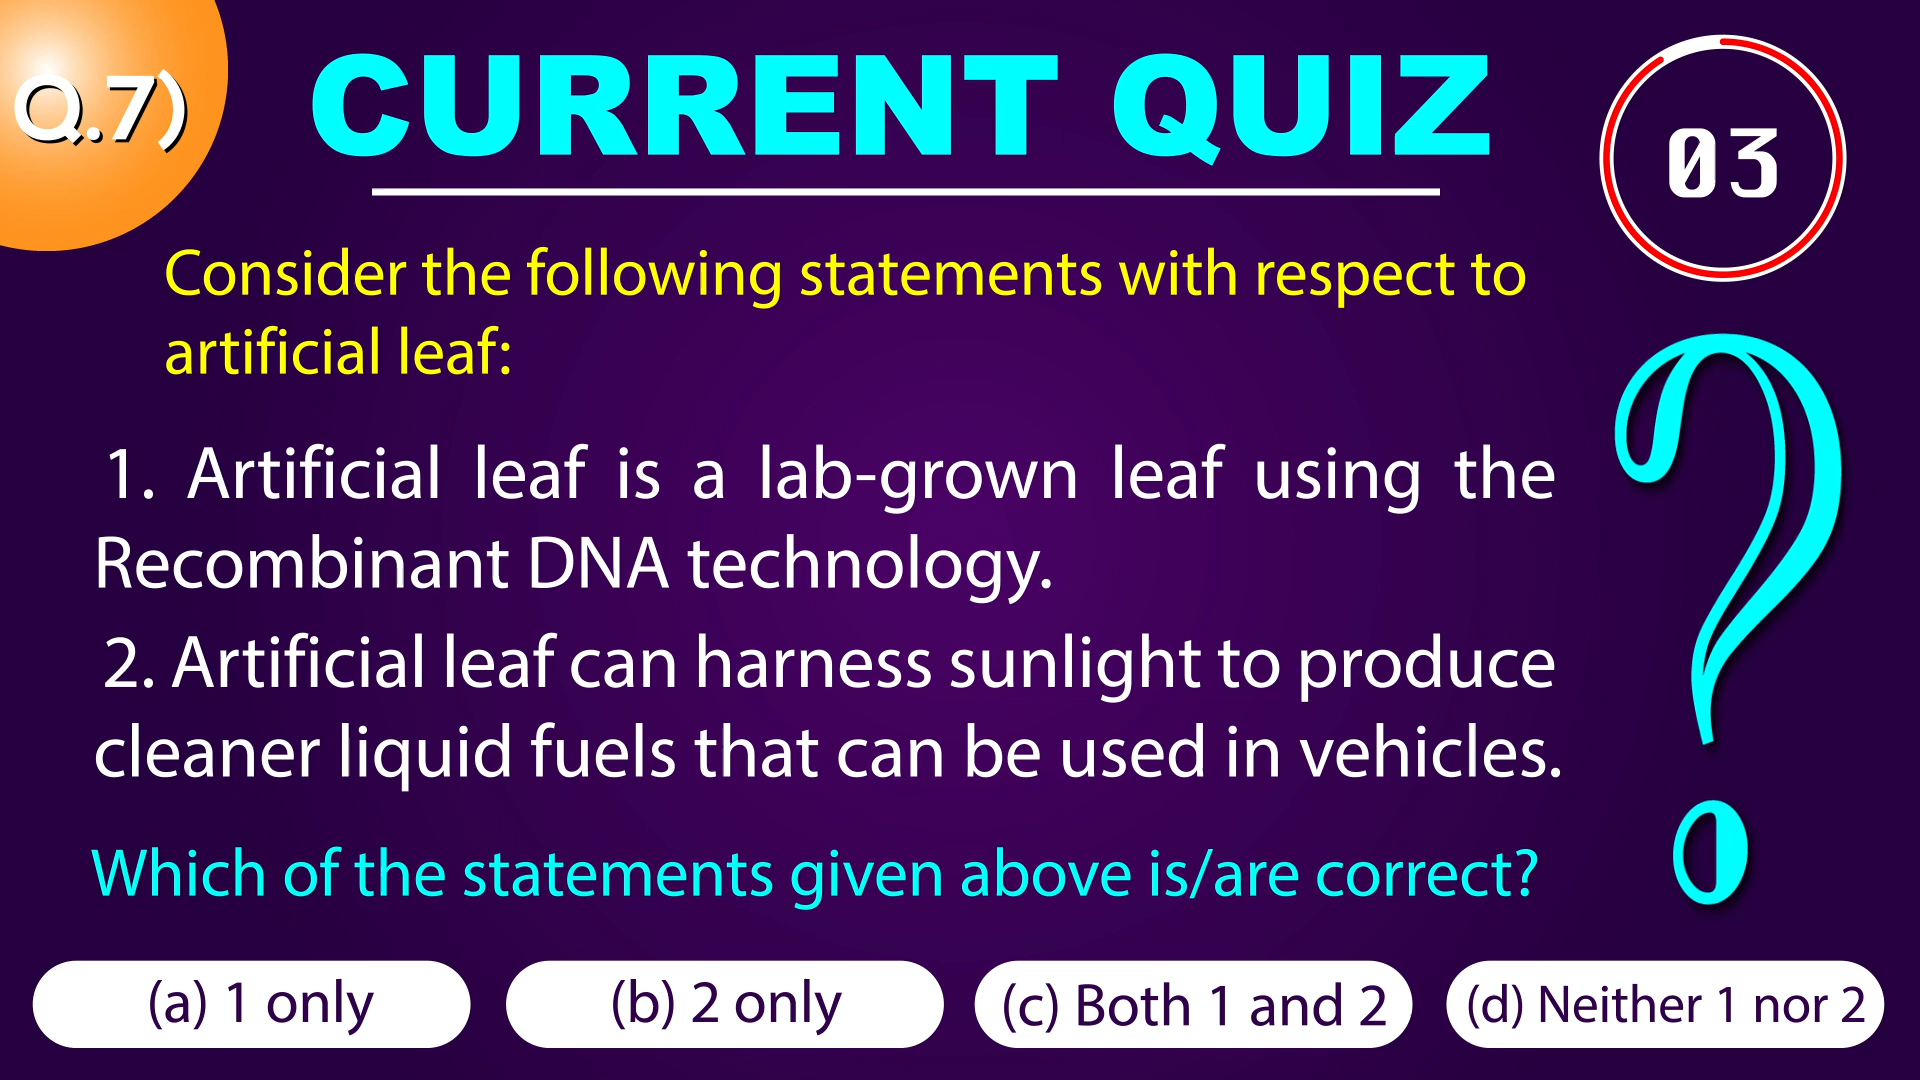 Q.7)
CURRENT QUIZ
03
Consider the following statements with respect to
artificial leaf:
1. Artificial leaf is a lab-grown leaf using the
Recombinant DNA technology.
2. Artificial leaf can harness sunlight to produce
cleaner liquid fuels that can be used in vehicles.
Which of the statements given above is/are correct?
?
(a) 1 only
(b) 2 only
(c) Both 1 and 2
(d) Neither 1 nor 2